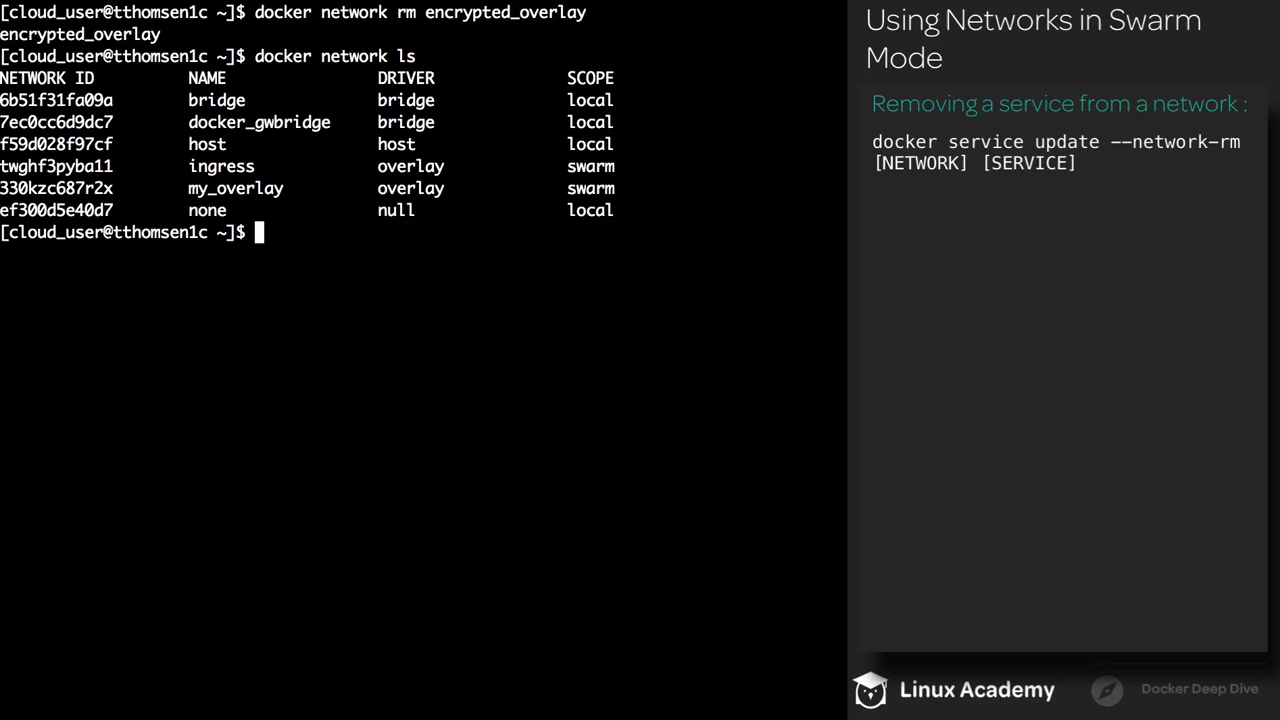 [cloud_user@tthomsen1c ~]$ docker network rm encrypted_overlay
encrypted_overlay
[cloud_user@tthomsen1c ~]$ docker network ls
NETWORK ID NAME DRIVER SCOPE
6b51f31fa09a bridge bridge local
7ec0cc6d9dc7 docker_gwbridge bridge local
f59d028f97cf host host local
twghf3pyba11 ingress overlay swarm
330kzc687r2x my_overlay overlay swarm
ef300d5e40d7 none null local
[cloud_user@tthomsen1c ~]$
Using Networks in Swarm
Mode
Removing a service from a network :
docker service update --network-rm
[NETWORK] [SERVICE]
Linux Academy
Docker Deep Dive